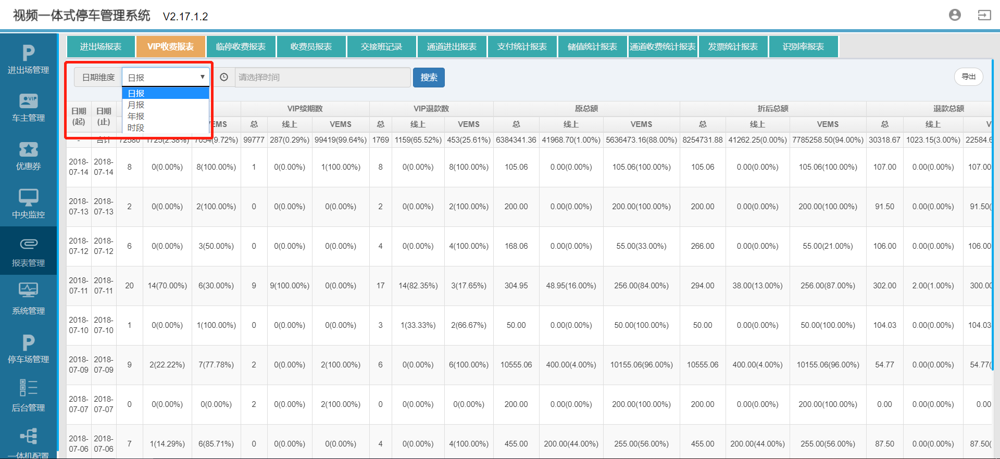 视频一体式停车管理系统 V2.17.1.2
进出场管理
车主管理
优惠券
中央监控
报表管理
系统管理
停车场管理
后台管理
一体机配置
进出场报表 VIP收费报表 临停收费报表 收费员报表 交接班记录 通道进出报表 支付统计报表 储值统计报表 通道收费统计报表 发票统计报表 识别率报表
日期维度 日报 ▼ 请选择时间 搜索 导出
日报
月报
年报
时段
日期(起) 日期(止) VIP续期数 VIP退款数 原总额 折后总额 退款总额
VEMS 总 线上 VEMS 总 线上 VEMS 总 线上 VEMS 总 线上 VEMS 总 线上 V
- 合计 72580 1725(2.38%) 7054(9.72%) 99777 287(0.29%) 99419(99.64%) 1769 1159(65.52%) 453(25.61%) 6384341.36 41968.70(1.00%) 5636473.16(88.00%) 8254731.88 41262.25(0.00%) 7785258.50(94.00%) 30318.67 1023.15(3.00%) 22584.6
2018-07-14 2018-07-14 8 0(0.00%) 8(100.00%) 1 0(0.00%) 1(100.00%) 8 0(0.00%) 8(100.00%) 105.06 0.00(0.00%) 105.06(100.00%) 105.06 0.00(0.00%) 105.06(100.00%) 107.00 0.00(0.00%) 107.00
2018-07-13 2018-07-13 2 0(0.00%) 2(100.00%) 0 0(0.00%) 0(0.00%) 2 0(0.00%) 2(100.00%) 200.00 0.00(0.00%) 200.00(100.00%) 200.00 0.00(0.00%) 200.00(100.00%) 91.50 0.00(0.00%) 91.50(
2018-07-12 2018-07-12 6 0(0.00%) 3(50.00%) 0 0(0.00%) 0(0.00%) 4 0(0.00%) 4(100.00%) 168.06 0.00(0.00%) 55.00(33.00%) 266.00 0.00(0.00%) 55.00(21.00%) 106.00 0.00(0.00%) 106.00
2018-07-11 2018-07-11 20 14(70.00%) 6(30.00%) 9 9(100.00%) 0(0.00%) 17 14(82.35%) 3(17.65%) 304.95 48.95(16.00%) 256.00(84.00%) 294.00 38.00(13.00%) 256.00(87.00%) 302.00 2.00(1.00%) 300.00
2018-07-10 2018-07-10 1 0(0.00%) 1(100.00%) 0 0(0.00%) 0(0.00%) 3 1(33.33%) 2(66.67%) 50.00 0.00(0.00%) 50.00(100.00%) 50.00 0.00(0.00%) 50.00(100.00%) 104.03 0.00(0.00%) 104.03
2018-07-09 2018-07-09 9 2(22.22%) 7(77.78%) 2 0(0.00%) 2(100.00%) 6 0(0.00%) 6(100.00%) 10555.06 400.00(4.00%) 10155.06(96.00%) 10555.06 400.00(4.00%) 10155.06(96.00%) 54.77 0.00(0.00%) 54.77(
2018-07-07 2018-07-07 0 0(0.00%) 0(0.00%) 2 0(0.00%) 2(100.00%) 0 0(0.00%) 0(0.00%) 200.00 0.00(0.00%) 200.00(100.00%) 200.00 0.00(0.00%) 200.00(100.00%) 0.00 0.00(0.00%) 0.00
2018-07-06 2018-07-06 7 1(14.29%) 6(85.71%) 0 0(0.00%) 0(0.00%) 4 0(0.00%) 4(100.00%) 455.00 200.00(44.00%) 255.00(56.00%) 455.00 200.00(44.00%) 255.00(56.00%) 87.50 0.00(0.00%) 87.50(